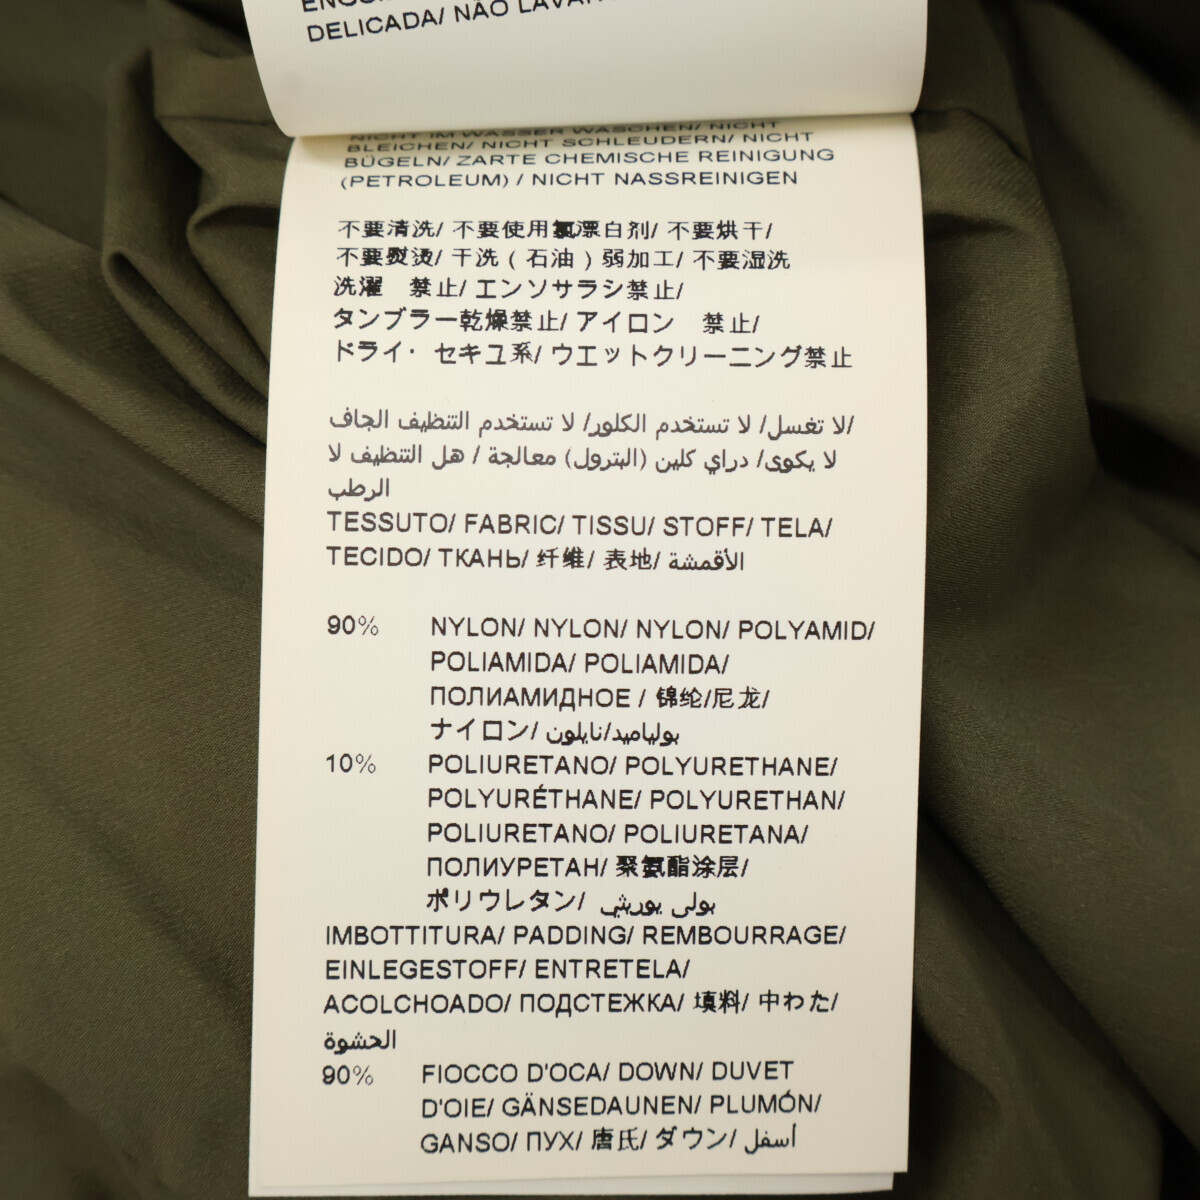 DELICADA/ NÃO LAVAR
NICHT IM WASSER WASCHEN/ NICHT
BLEICHEN/ NICHT SCHLEUDERN/ NICHT
BÜGELN/ ZARTE CHEMISCHE REINIGUNG
(PETROLEUM) / NICHT NASSREINIGEN
不要清洗/ 不要使用氯漂白剂/ 不要烘干/
不要熨烫/ 干洗 ( 石油 ) 弱加工/ 不要湿洗
洗濯 禁止/ エンソサラシ禁止/
タンブラー乾燥禁止/ アイロン 禁止/
ドライ・ セキユ系/ ウエットクリーニング禁止
لا تغسل/ لا تستخدم الكلور/ لا تستخدم التنظيف الجاف/
لا يكوى/ دراي كلين (البترول) معالجة / هل التنظيف لا
الرطب
TESSUTO/ FABRIC/ TISSU/ STOFF/ TELA/
TECIDO/ ТКАНЬ/ 纤维/ 表地/ الأقمشة
90% NYLON/ NYLON/ NYLON/ POLYAMID/
POLIAMIDA/ POLIAMIDA/
ПОЛИАМИДНОЕ / 锦纶/尼龙/
ナイロン/ بولياميد/نايلون
10% POLIURETANO/ POLYURETHANE/
POLYURÉTHANE/ POLYURETHAN/
POLIURETANO/ POLIURETANA/
ПОЛИУРЕТАН/ 聚氨酯涂层/
ポリウレタン/ بولى يوريثي
IMBOTTITURA/ PADDING/ REMBOURRAGE/
EINLEGESTOFF/ ENTRETELA/
ACOLCHOADO/ ПОДСТЕЖКА/ 填料/ 中わた/
الحشوة
90% FIOCCO D'OCA/ DOWN/ DUVET
D'OIE/ GÄNSEDAUNEN/ PLUMÓN/
GANSO/ ПУХ/ 唐氏/ ダウン/ أسفل